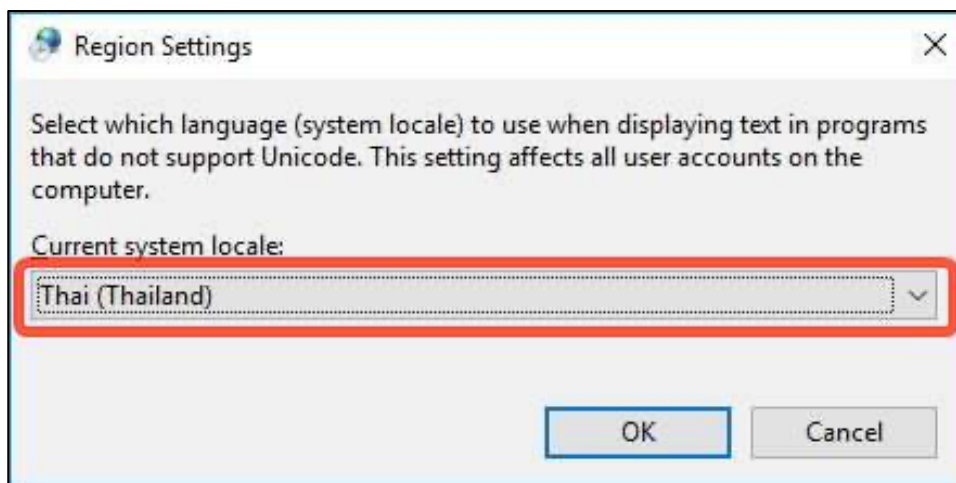 Region Settings
Select which language (system locale) to use when displaying text in programs
that do not support Unicode. This setting affects all user accounts on the
computer.
Current system locale:
Thai (Thailand)
OK Cancel